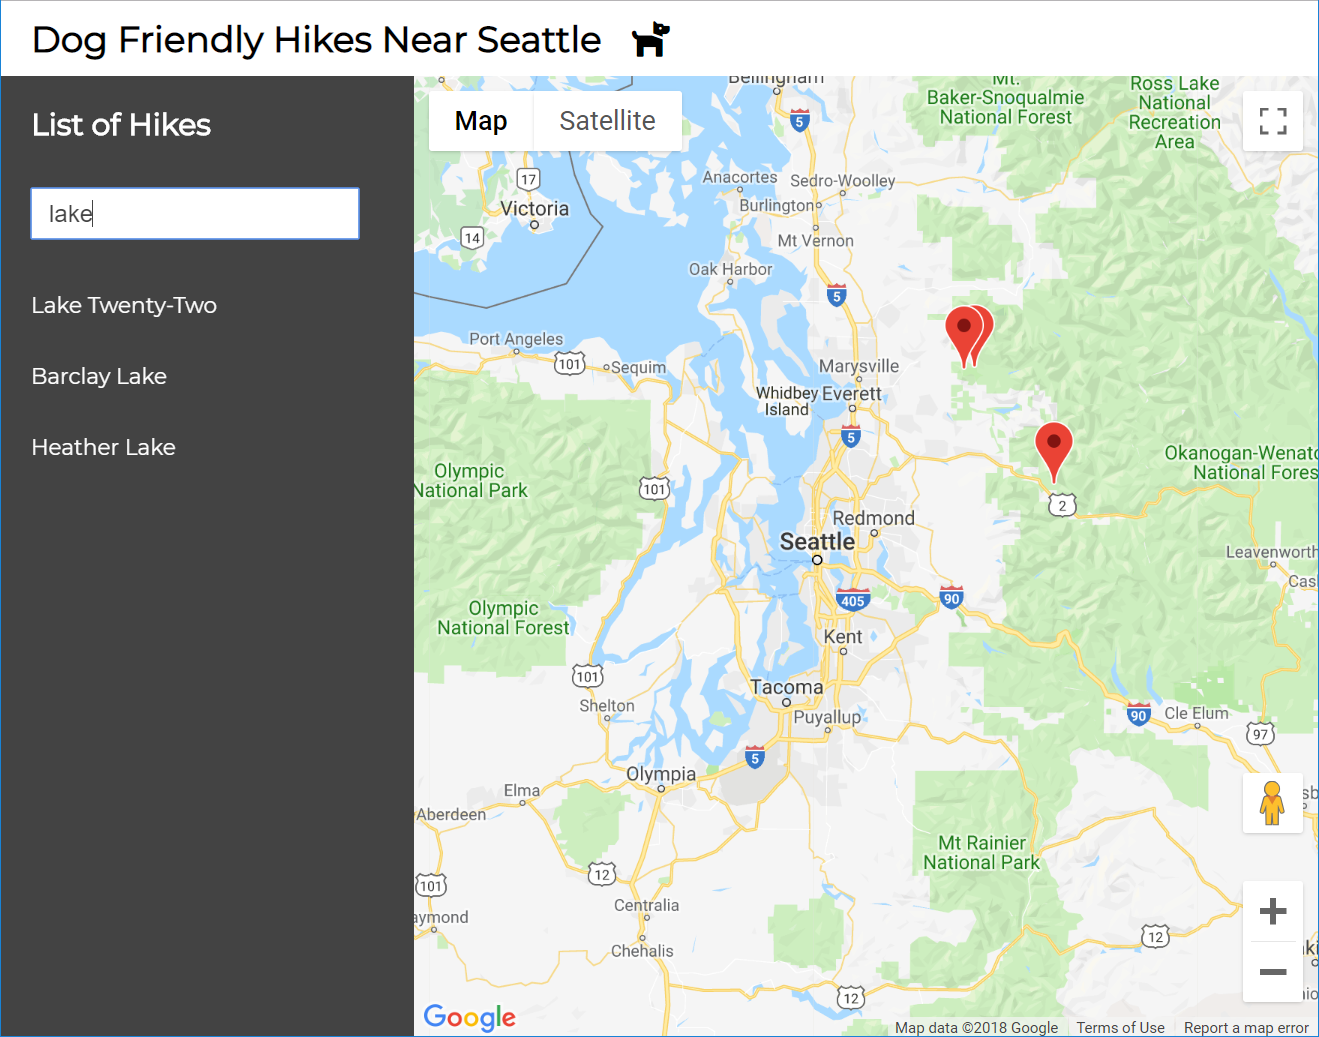 Dog Friendly Hikes Near Seattle
List of Hikes
lake
Lake Twenty-Two
Barclay Lake
Heather Lake
Map
Satellite
Bellingham
5
Mt.
Baker-Snoqualmie
National Forest
Ross Lake
National
Recreation
Area
17
Victoria
14
Anacortes
Sedro-Woolley
Burlington
Mt Vernon
Oak Harbor
5
Port Angeles
101
Sequim
Marysville
Whidbey
Island
Everett
5
Olympic
National Park
101
Okanogan-Wenatc
National Fores
2
Redmond
Seattle
Leavenworth
Cas
405
90
Olympic
National Forest
Kent
101
Tacoma
Shelton
Puyallup
90
Cle Elum
97
5
Olympia
Elma
Aberdeen
sb
Mt Rainier
National Park
12
101
Centralia
aymond
Chehalis
12
ki
12
nio
Google
Map data ©2018 Google
Terms of Use
Report a map error